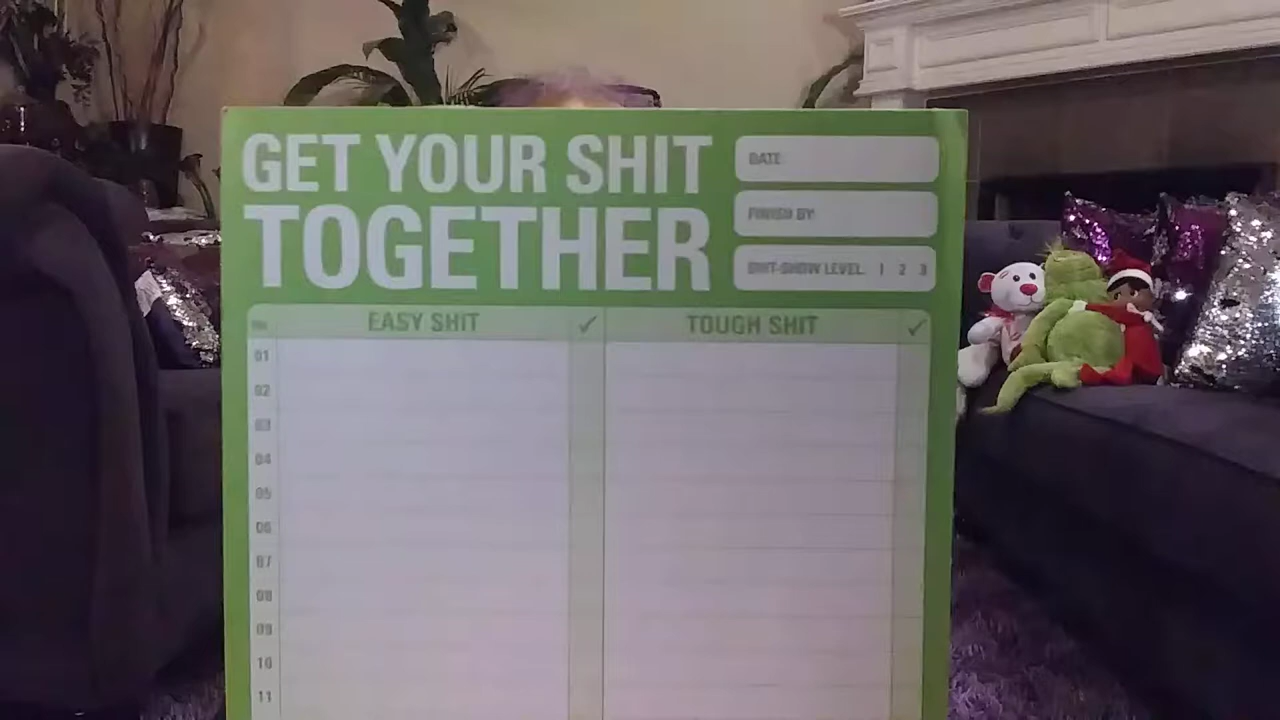 GET YOUR SHIT
TOGETHER
DATE
FINISH BY:
SHIT-SHOW LEVEL 1 2 3
EASY SHIT ✓ TOUGH SHIT ✓
01
02
03
04
05
06
07
08
09
10
11